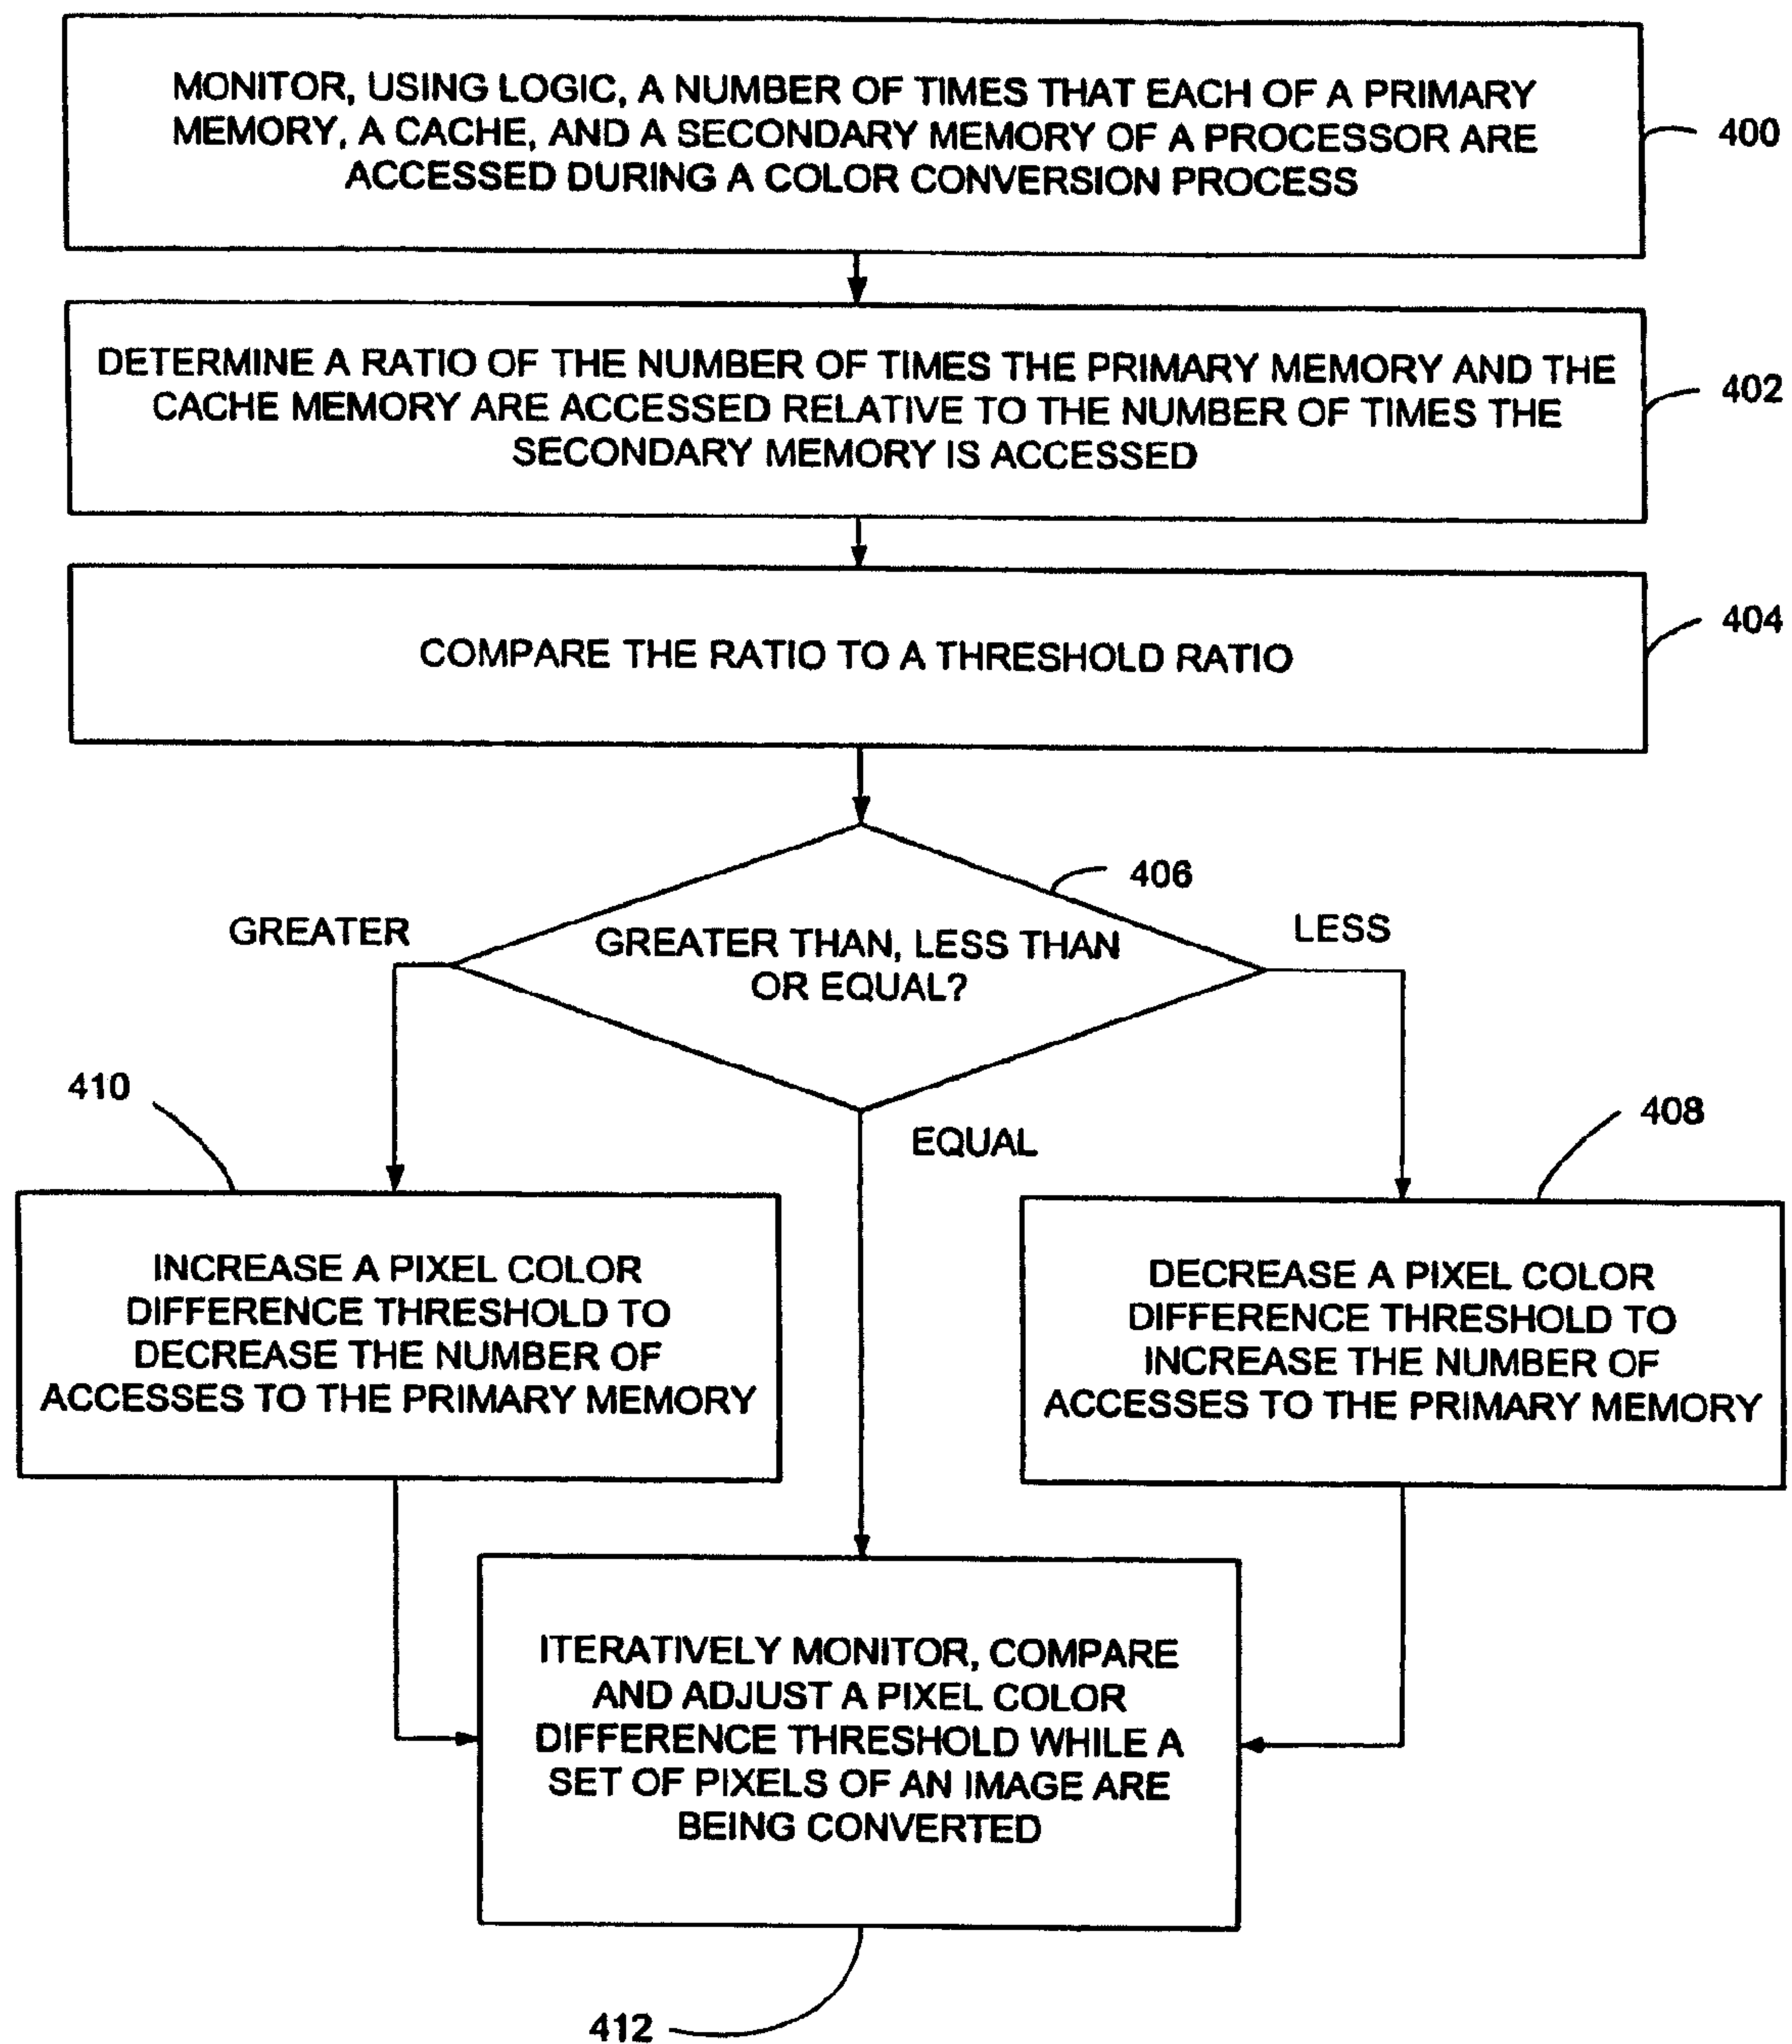 MONITOR, USING LOGIC, A NUMBER OF TIMES THAT EACH OF A PRIMARY
MEMORY, A CACHE, AND A SECONDARY MEMORY OF A PROCESSOR ARE
ACCESSED DURING A COLOR CONVERSION PROCESS
400
DETERMINE A RATIO OF THE NUMBER OF TIMES THE PRIMARY MEMORY AND THE
CACHE MEMORY ARE ACCESSED RELATIVE TO THE NUMBER OF TIMES THE
SECONDARY MEMORY IS ACCESSED
402
COMPARE THE RATIO TO A THRESHOLD RATIO
404
406
GREATER
GREATER THAN, LESS THAN
OR EQUAL?
LESS
EQUAL
410
INCREASE A PIXEL COLOR
DIFFERENCE THRESHOLD TO
DECREASE THE NUMBER OF
ACCESSES TO THE PRIMARY MEMORY
408
DECREASE A PIXEL COLOR
DIFFERENCE THRESHOLD TO
INCREASE THE NUMBER OF
ACCESSES TO THE PRIMARY MEMORY
ITERATIVELY MONITOR, COMPARE
AND ADJUST A PIXEL COLOR
DIFFERENCE THRESHOLD WHILE A
SET OF PIXELS OF AN IMAGE ARE
BEING CONVERTED
412